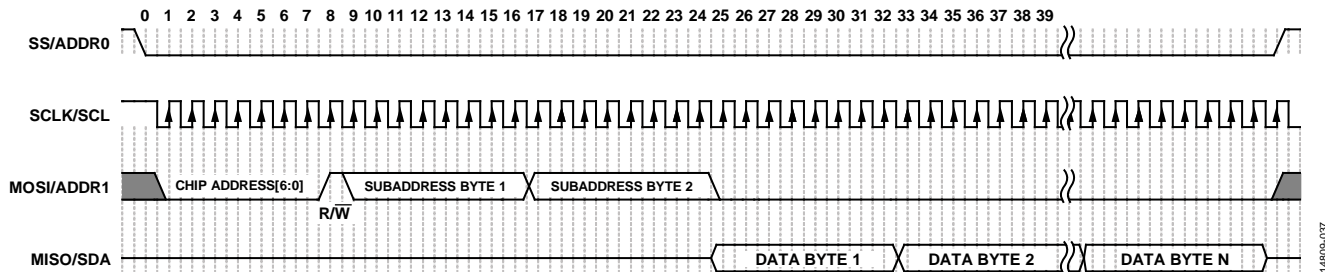 0 1 2 3 4 5 6 7 8 9 10 11 12 13 14 15 16 17 18 19 20 21 22 23 24 25 26 27 28 29 30 31 32 33 34 35 36 37 38 39
SS/ADDR0
SCLK/SCL
MOSI/ADDR1 CHIP ADDRESS[6:0] SUBADDRESS BYTE 1 SUBADDRESS BYTE 2
R/W̅
MISO/SDA DATA BYTE 1 DATA BYTE 2 DATA BYTE N
14809-037